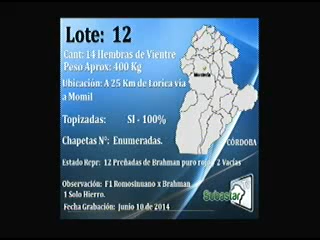 Lote: 12
Cant: 14 Hembras de Vientre
Peso Aprox: 400 Kg
Ubicación: A 25 Km de Lorica via
a Momil
Montería
Topizadas: SI - 100%
Chapetas N°: Enumeradas.
CÓRDOBA
Estado Repr: 12 Preñadas de Brahman puro rojo 2 Vacías
Observación: F1 Romosinuano x Brahman
1 Solo Hierro.
Subastar
Fecha Grabación: Junio 10 de 2014